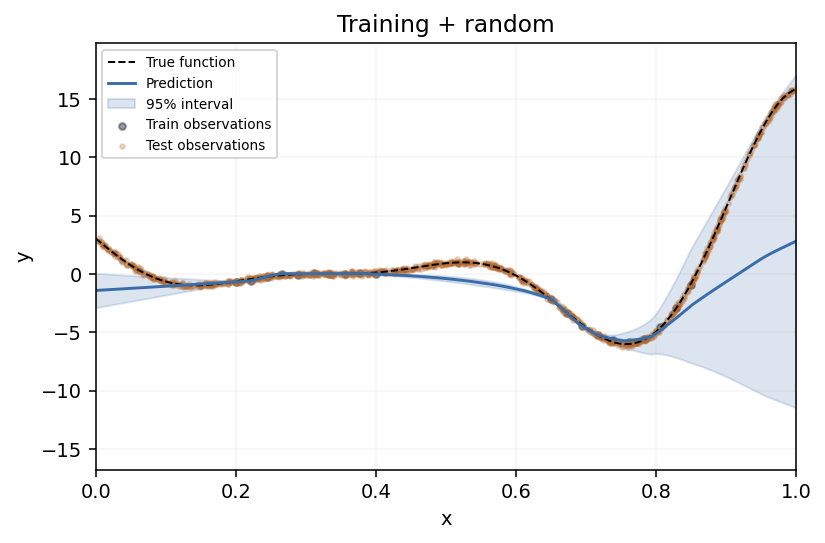 Training + random
True function
Prediction
95% interval
Train observations
Test observations
y
15
10
5
0
−5
−10
−15
0.0 0.2 0.4 0.6 0.8 1.0
x